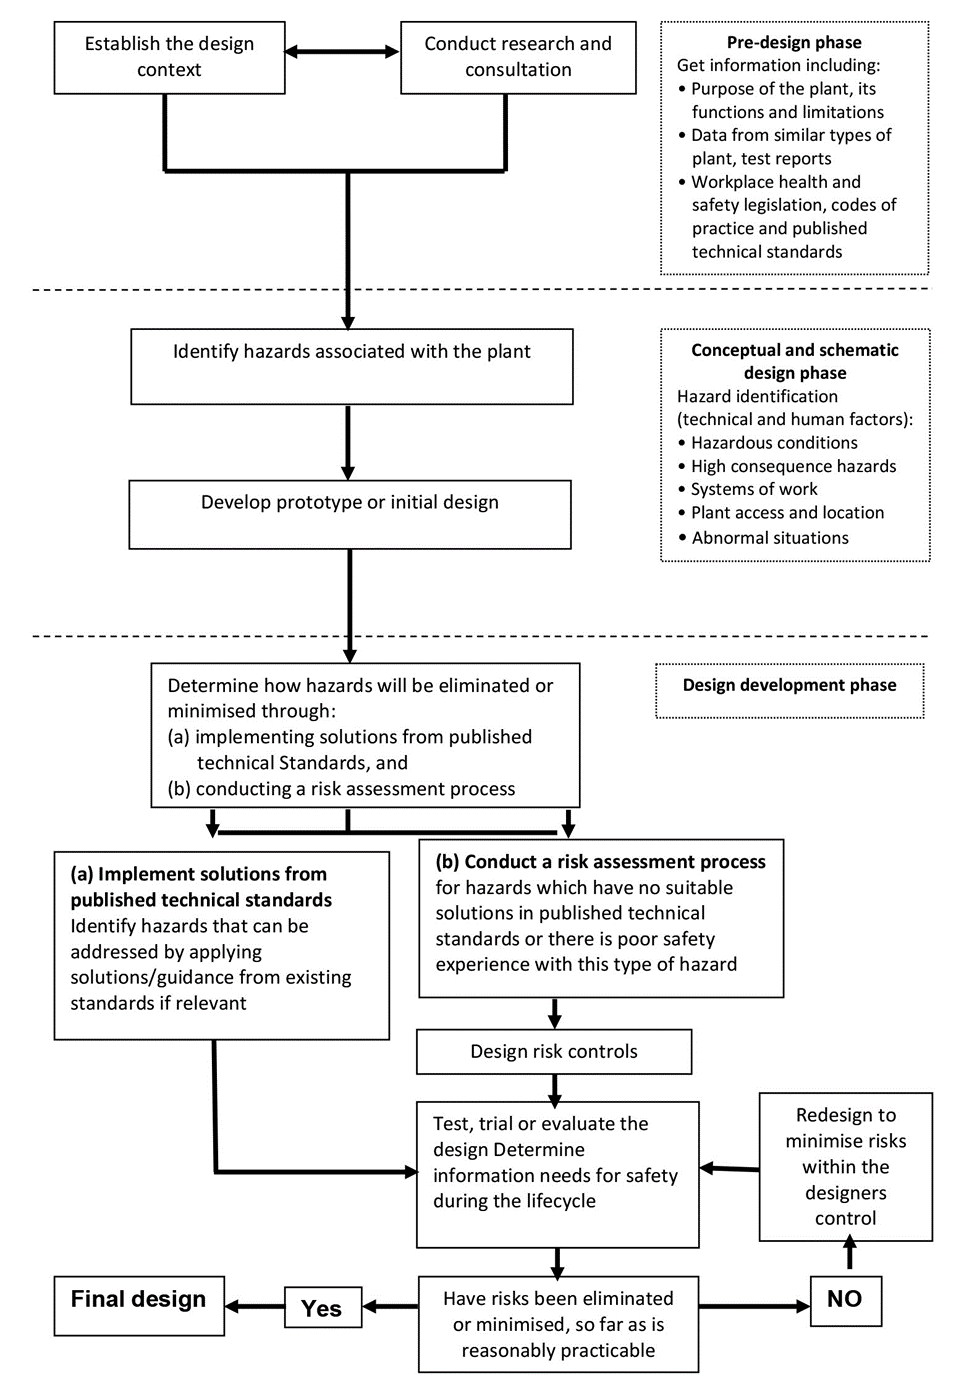 Establish the design
context
Conduct research and
consultation
Pre-design phase
Get information including:
• Purpose of the plant, its
functions and limitations
• Data from similar types of
plant, test reports
• Workplace health and
safety legislation, codes of
practice and published
technical standards
Identify hazards associated with the plant
Develop prototype or initial design
Conceptual and schematic
design phase
Hazard identification
(technical and human factors):
• Hazardous conditions
• High consequence hazards
• Systems of work
• Plant access and location
• Abnormal situations
Determine how hazards will be eliminated or
minimised through:
(a) implementing solutions from published
technical Standards, and
(b) conducting a risk assessment process
Design development phase
(a) Implement solutions from
published technical standards
Identify hazards that can be
addressed by applying
solutions/guidance from existing
standards if relevant
(b) Conduct a risk assessment process
for hazards which have no suitable
solutions in published technical
standards or there is poor safety
experience with this type of hazard
Design risk controls
Test, trial or evaluate the
design Determine
information needs for safety
during the lifecycle
Redesign to
minimise risks
within the
designers
control
Final design
Yes
Have risks been eliminated
or minimised, so far as is
reasonably practicable
NO